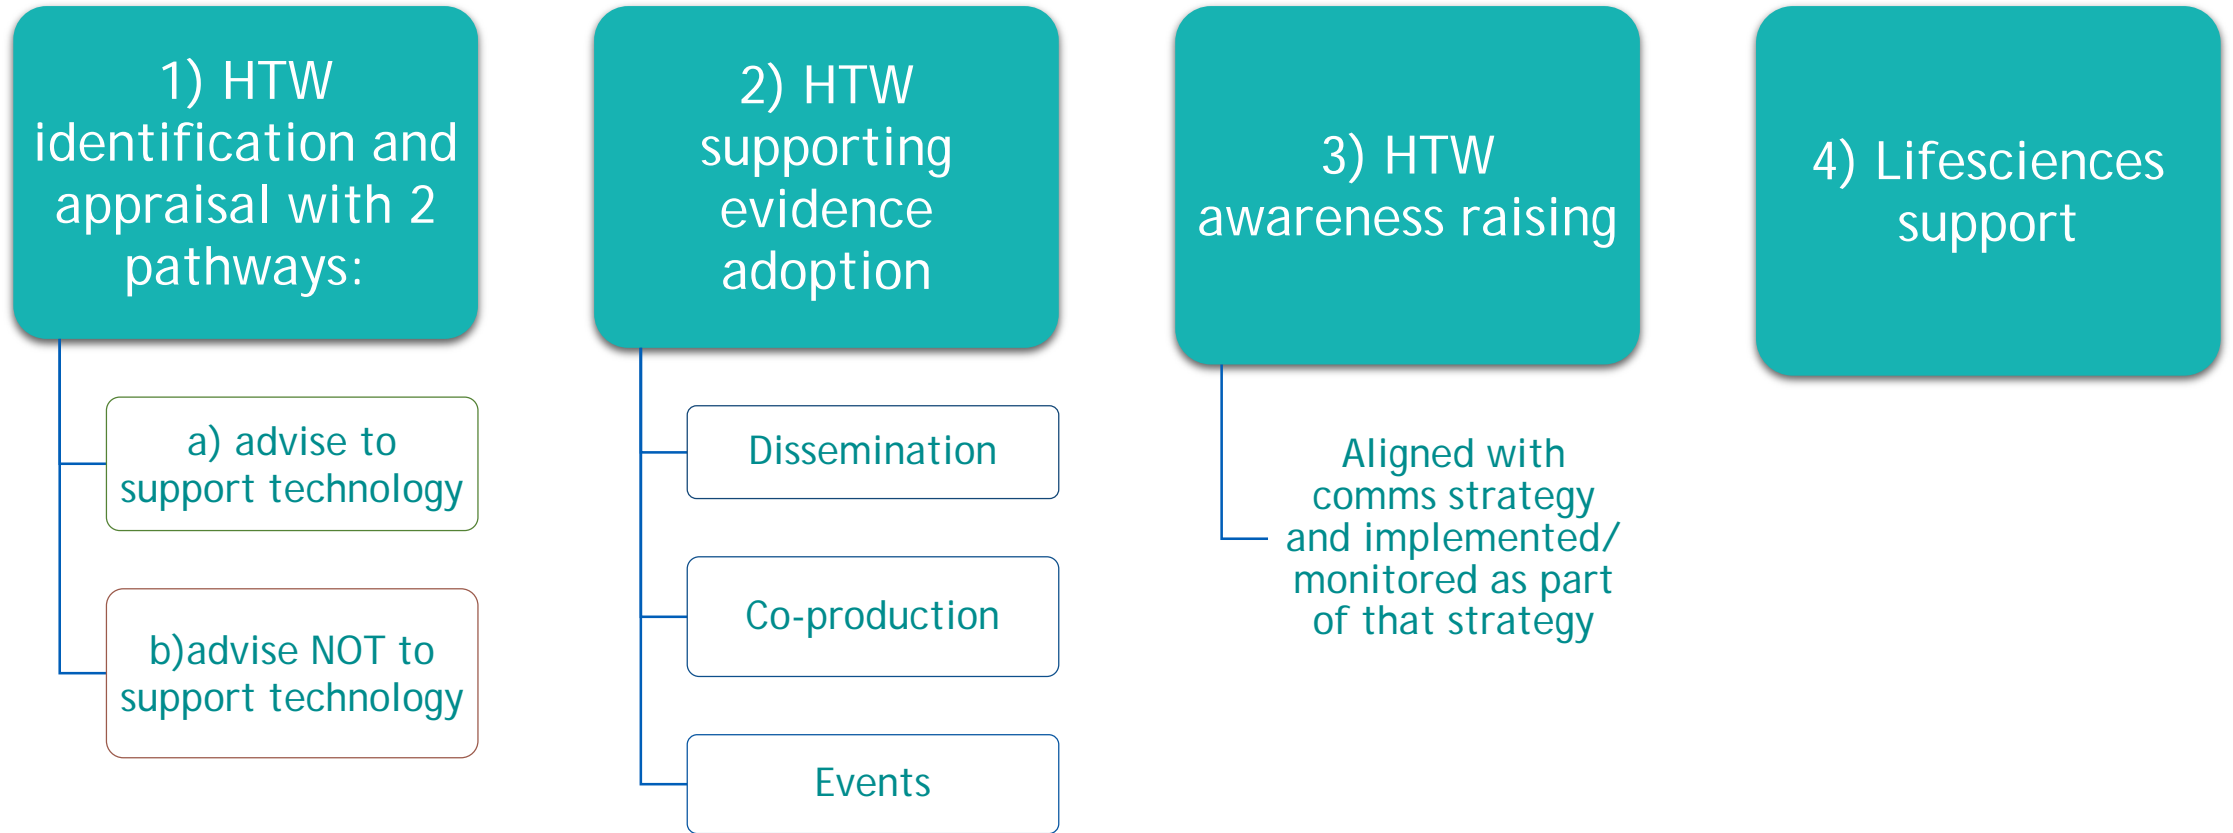 1) HTW
identification and
appraisal with 2
pathways:
a) advise to
support technology
b)advise NOT to
support technology
2) HTW
supporting
evidence
adoption
Dissemination
Co-production
Events
3) HTW
awareness raising
Aligned with
comms strategy
and implemented/
monitored as part
of that strategy
4) Lifesciences
support